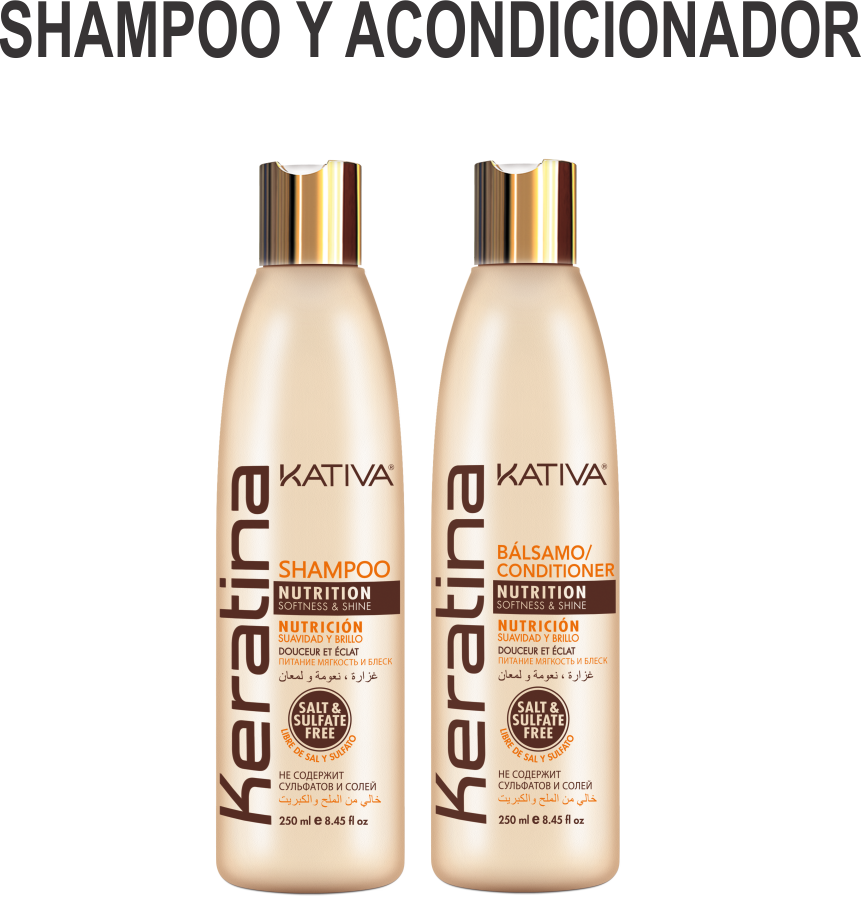 SHAMPOO Y ACONDICIONADOR
Keratina
KATIVA®
SHAMPOO
NUTRITION
SOFTNESS & SHINE
NUTRICIÓN
SUAVIDAD Y BRILLO
DOUCEUR ET ÉCLAT
ПИТАНИЕ МЯГКОСТЬ И БЛЕСК
غزارة ، نعومة و لمعان
SALT &
SULFATE
FREE
LIBRE DE SAL Y SULFATO
НЕ СОДЕРЖИТ
СУЛЬФАТОВ И СОЛЕЙ
خالي من الملح والكبريت
250 ml e 8.45 fl oz
Keratina
KATIVA®
BÁLSAMO/
CONDITIONER
NUTRITION
SOFTNESS & SHINE
NUTRICIÓN
SUAVIDAD Y BRILLO
DOUCEUR ET ÉCLAT
ПИТАНИЕ МЯГКОСТЬ И БЛЕСК
غزارة ، نعومة و لمعان
SALT &
SULFATE
FREE
LIBRE DE SAL Y SULFATO
НЕ СОДЕРЖИТ
СУЛЬФАТОВ И СОЛЕЙ
خالي من الملح والكبريت
250 ml e 8.45 fl oz